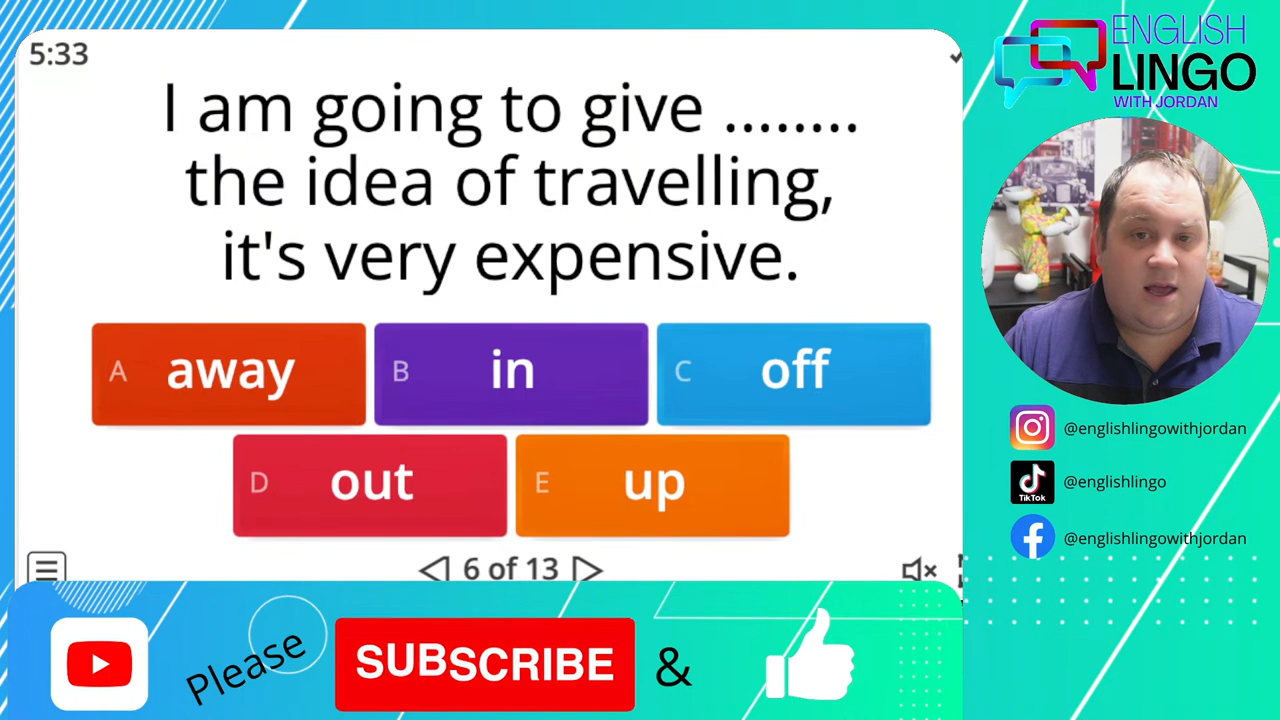 5:33
I am going to give ........
the idea of travelling,
it's very expensive.
A away
B in
C off
D out
E up
6 of 13
Please
SUBSCRIBE
&
ENGLISH
LINGO
WITH JORDAN
@englishlingowithjordan
TikTok
@englishlingo
@englishlingowithjordan